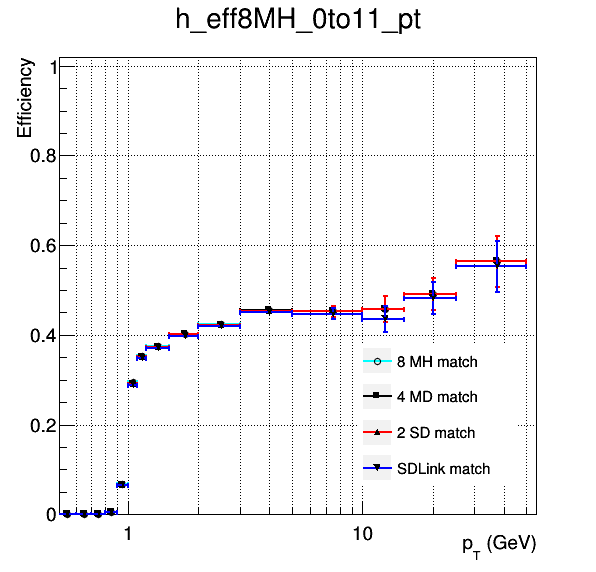 h_eff8MH_0to11_pt
Efficiency
1
0.8
0.6
0.4
0.2
0
8 MH match
4 MD match
2 SD match
SDLink match
1
10
p_T (GeV)